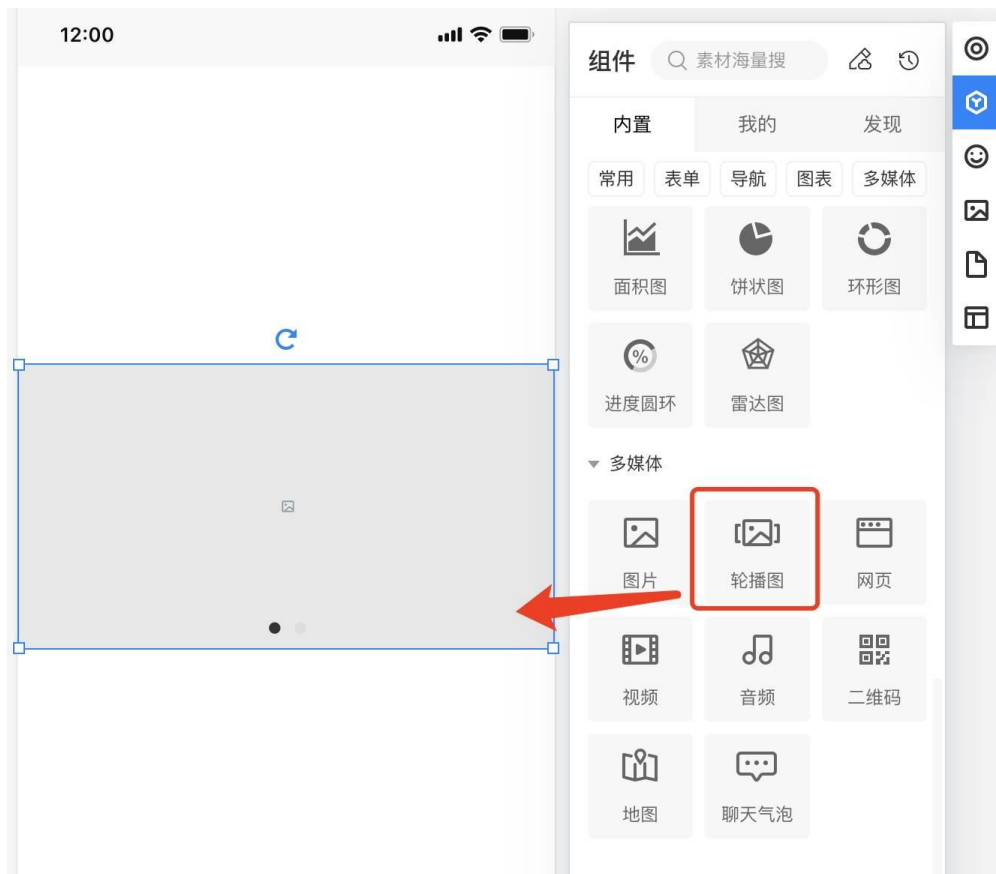 12:00
组件 素材海量搜
内置 我的 发现
常用 表单 导航 图表 多媒体
面积图 饼状图 环形图
%
进度圆环 雷达图
多媒体
图片 轮播图 网页
视频 音频 二维码
地图 聊天气泡